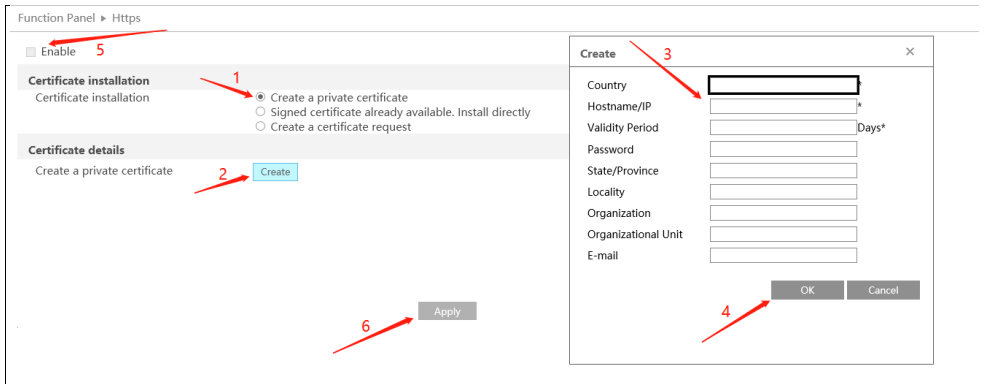 Function Panel ▸ Https
Enable 5
Certificate installation
Certificate installation
1
Create a private certificate
Signed certificate already available. Install directly
Create a certificate request
Certificate details
Create a private certificate
2
Create
6
Apply
Create ×
3
Country *
Hostname/IP *
Validity Period Days*
Password
State/Province
Locality
Organization
Organizational Unit
E-mail
OK Cancel
4